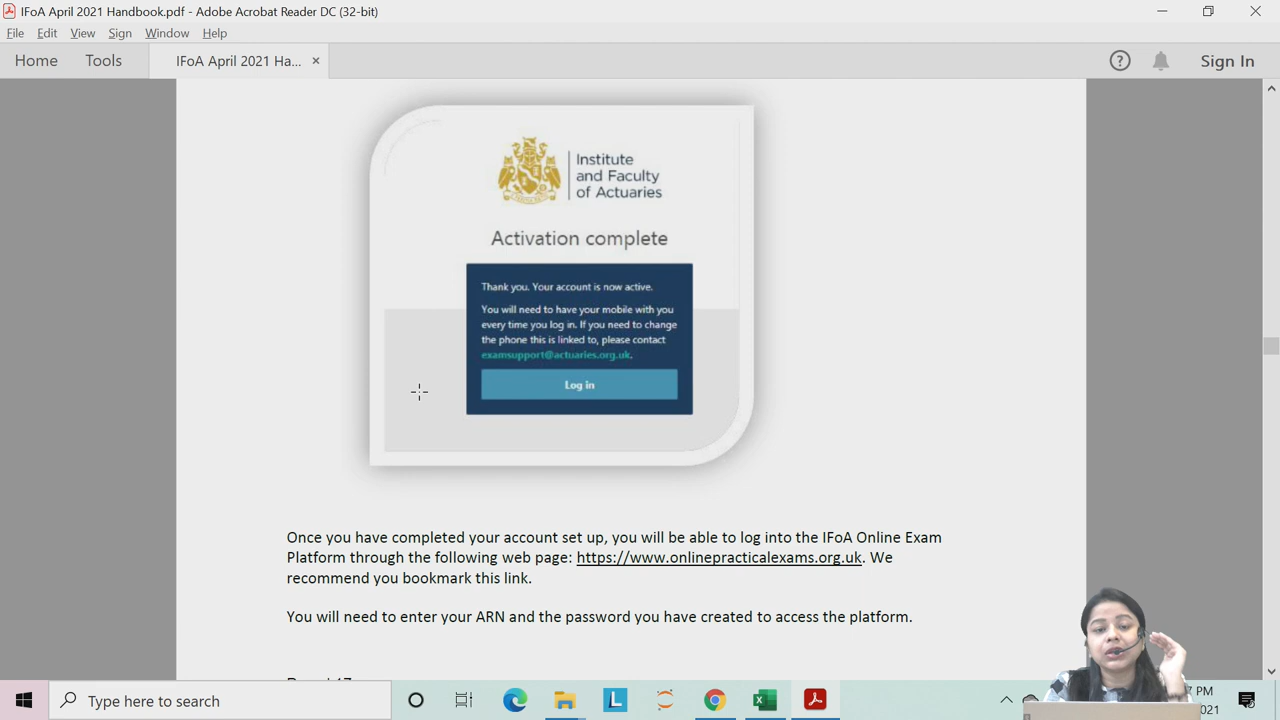 IFoA April 2021 Handbook.pdf - Adobe Acrobat Reader DC (32-bit)
File Edit View Sign Window Help
Home Tools IFoA April 2021 Ha... × Sign In
Institute
and Faculty
of Actuaries
Activation complete
Thank you. Your account is now active.
You will need to have your mobile with you
every time you log in. If you need to change
the phone this is linked to, please contact
examsupport@actuaries.org.uk.
Log in
Once you have completed your account set up, you will be able to log into the IFoA Online Exam
Platform through the following web page: https://www.onlinepracticalexams.org.uk. We
recommend you bookmark this link.
You will need to enter your ARN and the password you have created to access the platform.
Type here to search
PM
2021